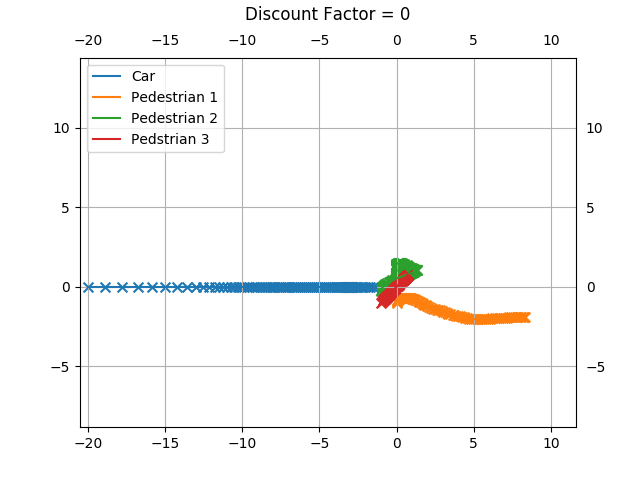 Discount Factor = 0
−20 −15 −10 −5 0 5 10
Car
Pedestrian 1
Pedestrian 2
Pedstrian 3
10 10
5 5
0 0
−5 −5
−20 −15 −10 −5 0 5 10